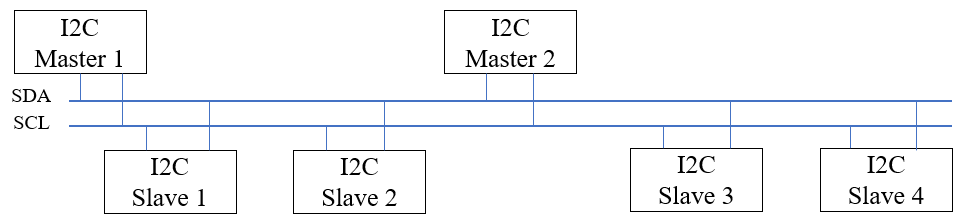 I2C
Master 1
I2C
Master 2
SDA
SCL
I2C
Slave 1
I2C
Slave 2
I2C
Slave 3
I2C
Slave 4